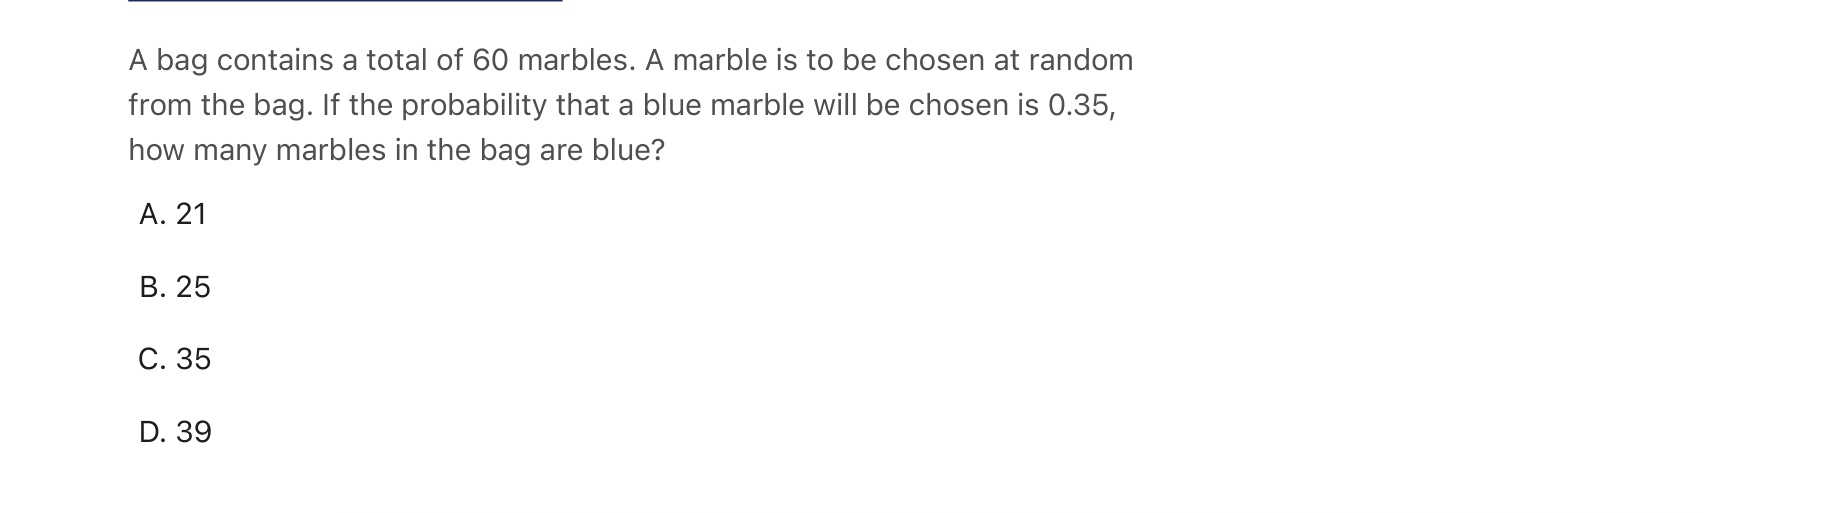 A bag contains a total of 60 marbles. A marble is to be chosen at random
from the bag. If the probability that a blue marble will be chosen is 0.35,
how many marbles in the bag are blue?
A. 21
B. 25
C. 35
D. 39